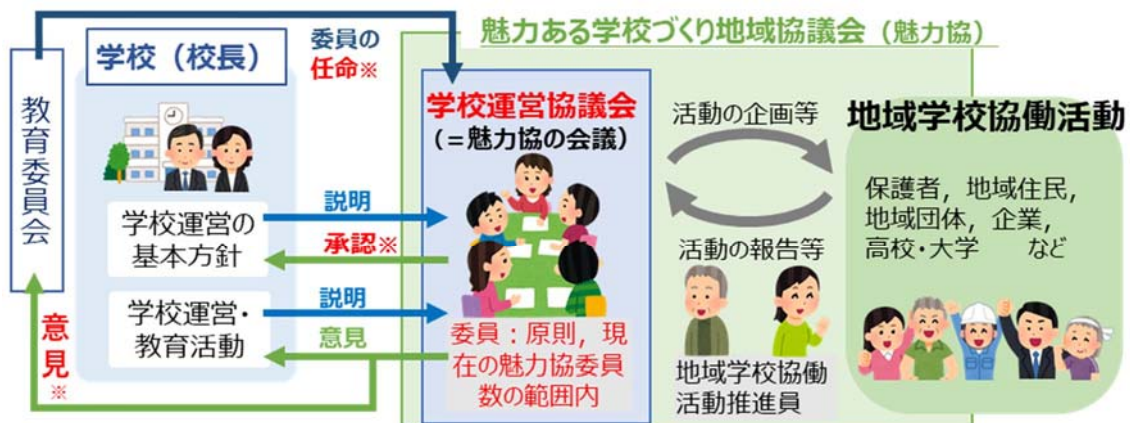 教育委員会
学校（校長）
委員の
任命※
魅力ある学校づくり地域協議会（魅力協）
学校運営協議会
(＝魅力協の会議)
学校運営の
基本方針
説明
承認※
学校運営・
教育活動
説明
意見
意見
※
委員：原則，現
在の魅力協委員
数の範囲内
活動の企画等
活動の報告等
地域学校協働
活動推進員
地域学校協働活動
保護者，地域住民，
地域団体，企業，
高校・大学　など